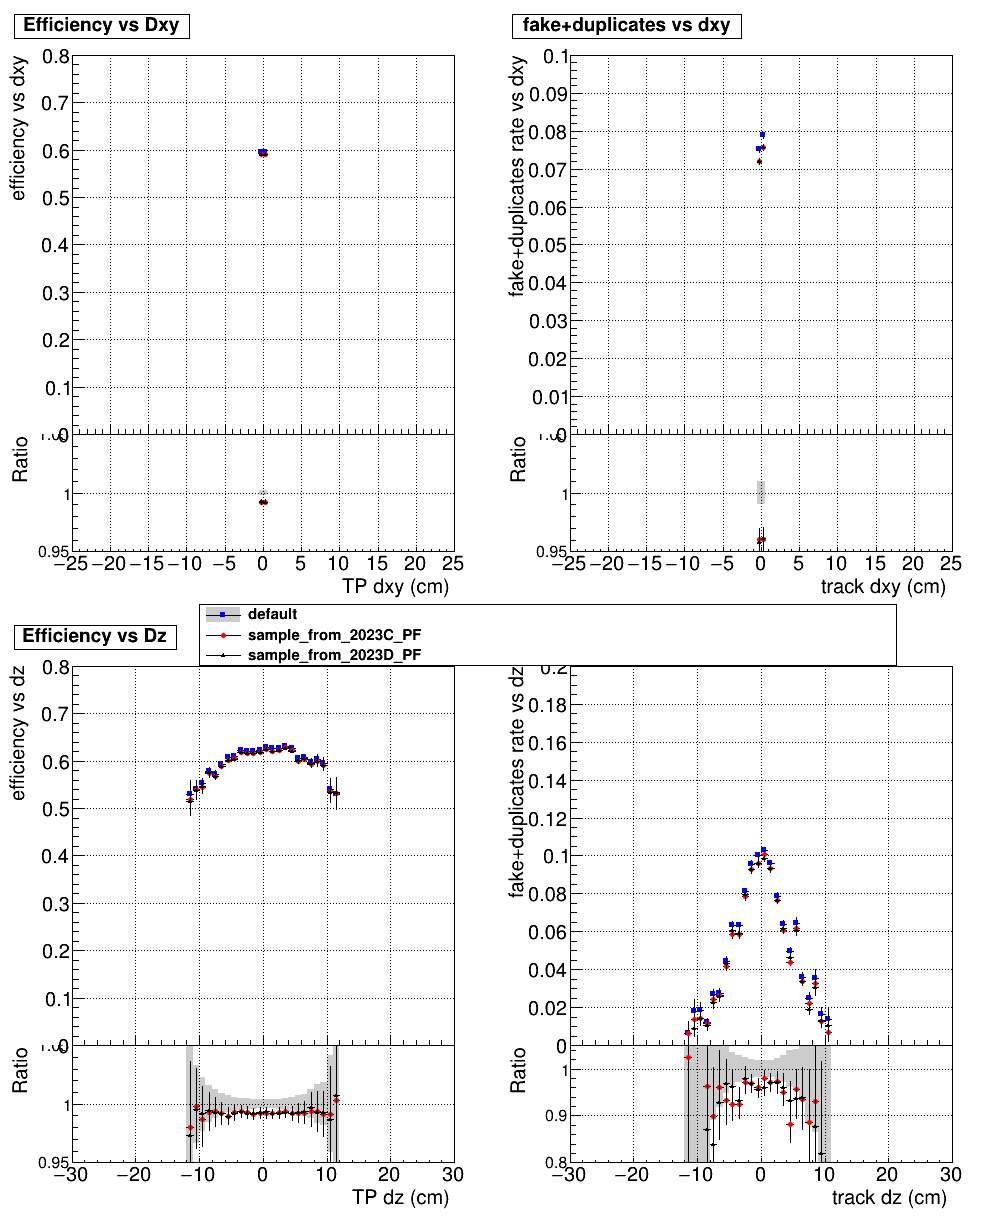 Efficiency vs Dxy
efficiency vs dxy
0.8
0.7
0.6
0.5
0.4
0.3
0.2
0.1
0
Ratio
1
0.95
−25 −20 −15 −10 −5 0 5 10 15 20 25
TP dxy (cm)
fake+duplicates vs dxy
fake+duplicates rate vs dxy
0.1
0.09
0.08
0.07
0.06
0.05
0.04
0.03
0.02
0.01
0
Ratio
1
0.95
−25 −20 −15 −10 −5 0 5 10 15 20 25
track dxy (cm)
default
sample_from_2023C_PF
sample_from_2023D_PF
Efficiency vs Dz
efficiency vs dz
0.8
0.7
0.6
0.5
0.4
0.3
0.2
0.1
0
Ratio
1
0.95
−30 −20 −10 0 10 20 30
TP dz (cm)
fake+duplicates rate vs dz
0.2
0.18
0.16
0.14
0.12
0.1
0.08
0.06
0.04
0.02
0
Ratio
1
0.9
0.8
−30 −20 −10 0 10 20 30
track dz (cm)